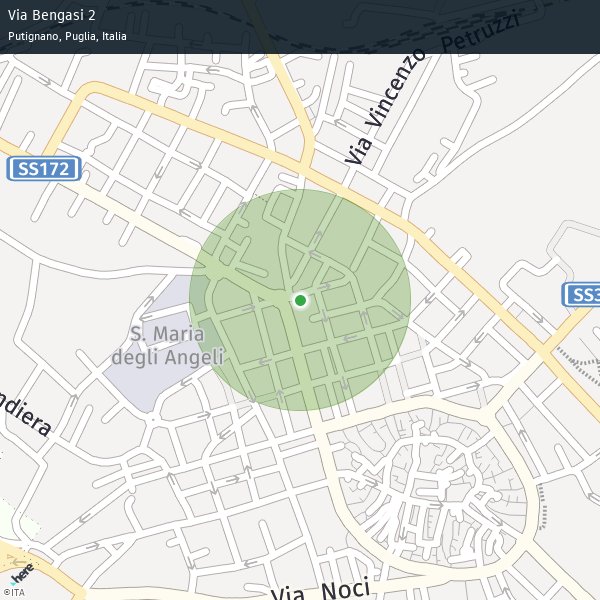 Via Bengasi 2
Putignano, Puglia, Italia
Petruzzi
Via Vincenzo
SS172
SS3
S. Maria
degli Angeli
ndiera
Via Noci
here
©ITA